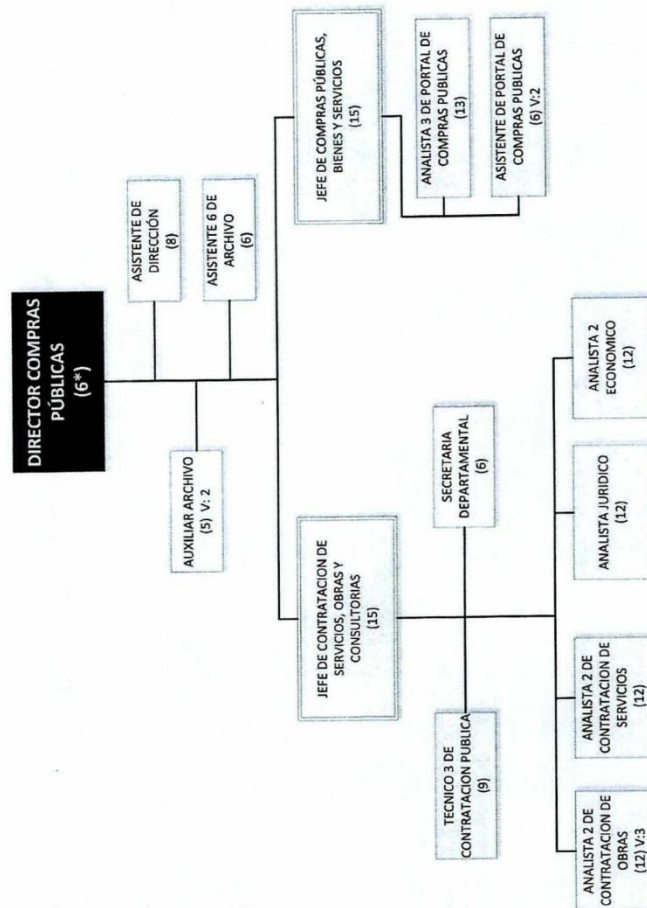 DIRECTOR COMPRAS
PÚBLICAS
(6*)
ASISTENTE DE
DIRECCIÓN
(8)
AUXILIAR ARCHIVO
(5) V: 2
ASISTENTE 6 DE
ARCHIVO
(6)
JEFE DE CONTRATACION DE
SERVICIOS, OBRAS Y
CONSULTORIAS
(15)
JEFE DE COMPRAS PÚBLICAS,
BIENES Y SERVICIOS
(15)
TECNICO 3 DE
CONTRATACION PUBLICA
(9)
SECRETARIA
DEPARTAMENTAL
(6)
ANALISTA 3 DE PORTAL DE
COMPRAS PUBLICAS
(13)
ASISTENTE DE PORTAL DE
COMPRAS PUBLICAS
(6) V:2
ANALISTA 2 DE
CONTRATACION DE
OBRAS
(12) V:3
ANALISTA 2 DE
CONTRATACION DE
SERVICIOS
(12)
ANALISTA JURIDICO
(12)
ANALISTA 2
ECONOMICO
(12)